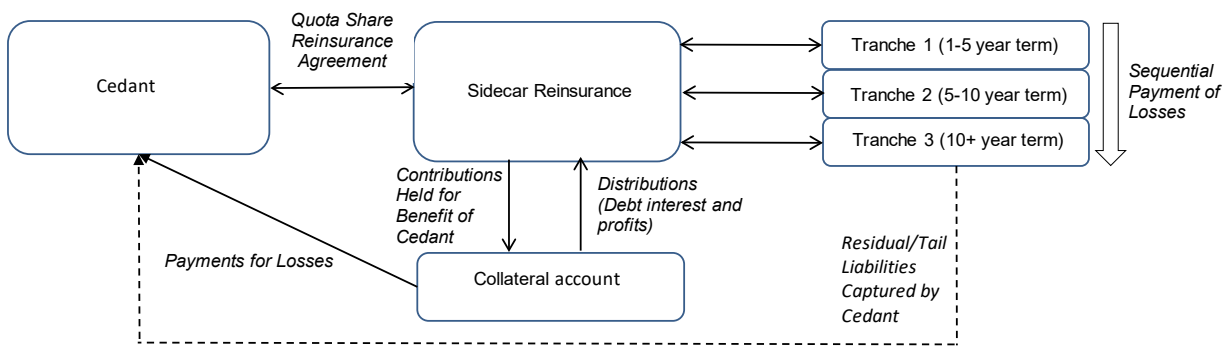 Cedant
Quota Share
Reinsurance
Agreement
Sidecar Reinsurance
Tranche 1 (1-5 year term)
Tranche 2 (5-10 year term)
Tranche 3 (10+ year term)
Sequential
Payment of
Losses
Contributions
Held for
Benefit of
Cedant
Distributions
(Debt interest and
profits)
Payments for Losses
Collateral account
Residual/Tail
Liabilities
Captured by
Cedant